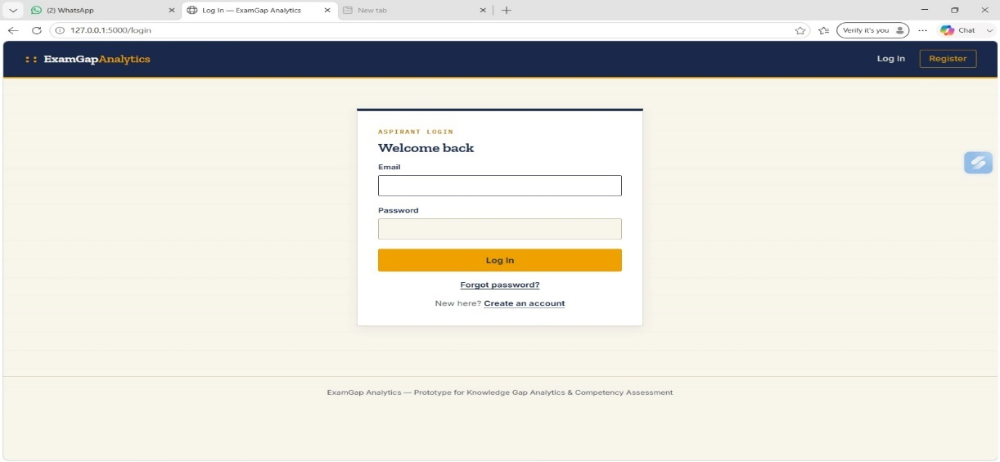 (2) WhatsApp
Log In — ExamGap Analytics
New tab
127.0.0.1:5000/login
Verify it's you
Chat
ExamGapAnalytics
Log In
Register
ASPIRANT LOGIN
Welcome back
Email
Password
Log In
Forgot password?
New here? Create an account
ExamGap Analytics — Prototype for Knowledge Gap Analytics & Competency Assessment